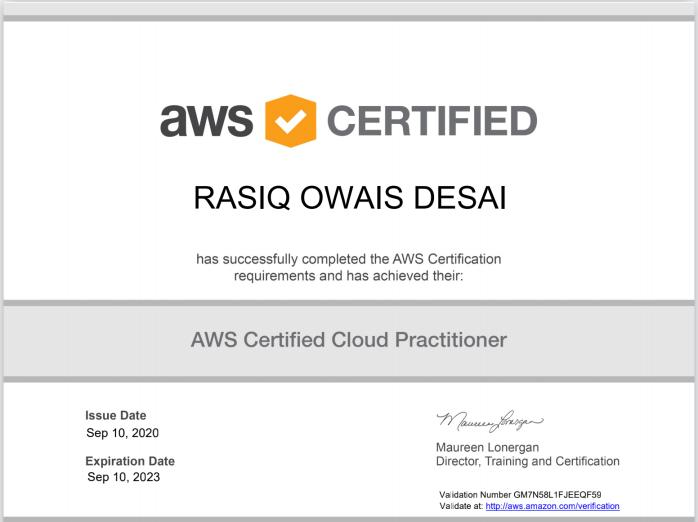 aws CERTIFIED
RASIQ OWAIS DESAI
has successfully completed the AWS Certification
requirements and has achieved their:
AWS Certified Cloud Practitioner
Issue Date
Sep 10, 2020
Expiration Date
Sep 10, 2023
Maureen Lonergan
Maureen Lonergan
Director, Training and Certification
Validation Number GM7N58L1FJEEQF59
Validate at: http://aws.amazon.com/verification